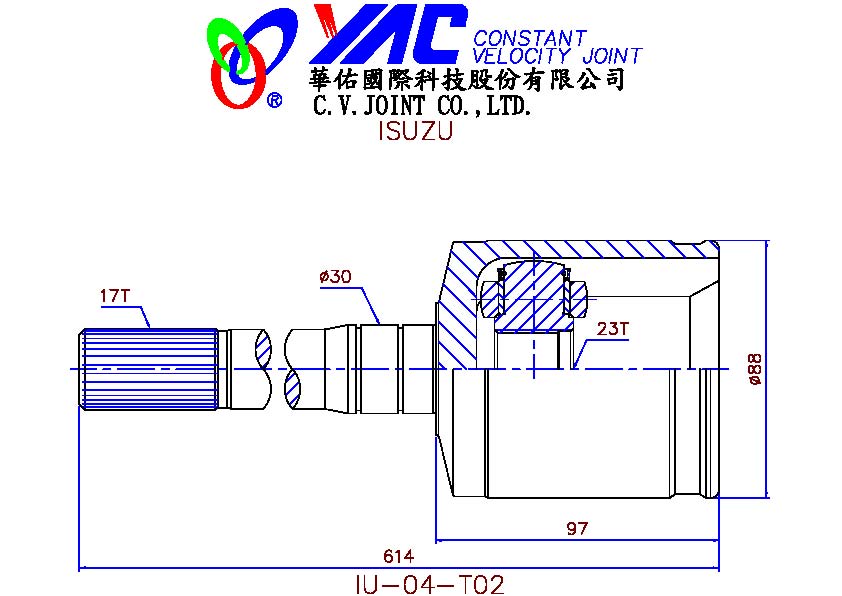 YAC CONSTANT
VELOCITY JOINT
華佑國際科技股份有限公司
®
C.V.JOINT CO.,LTD.
ISUZU
17T
ø30
23T
ø88
97
614
IU-04-T02